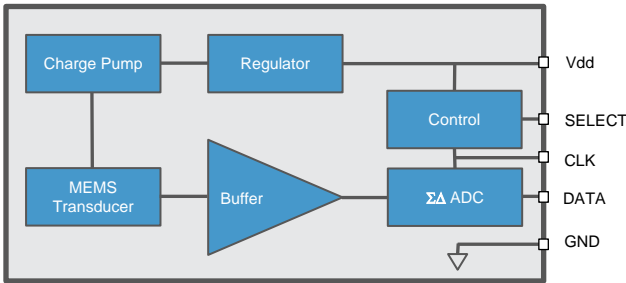 Charge Pump
Regulator
Vdd
Control
SELECT
CLK
MEMS
Transducer
Buffer
ΣΔ ADC
DATA
GND